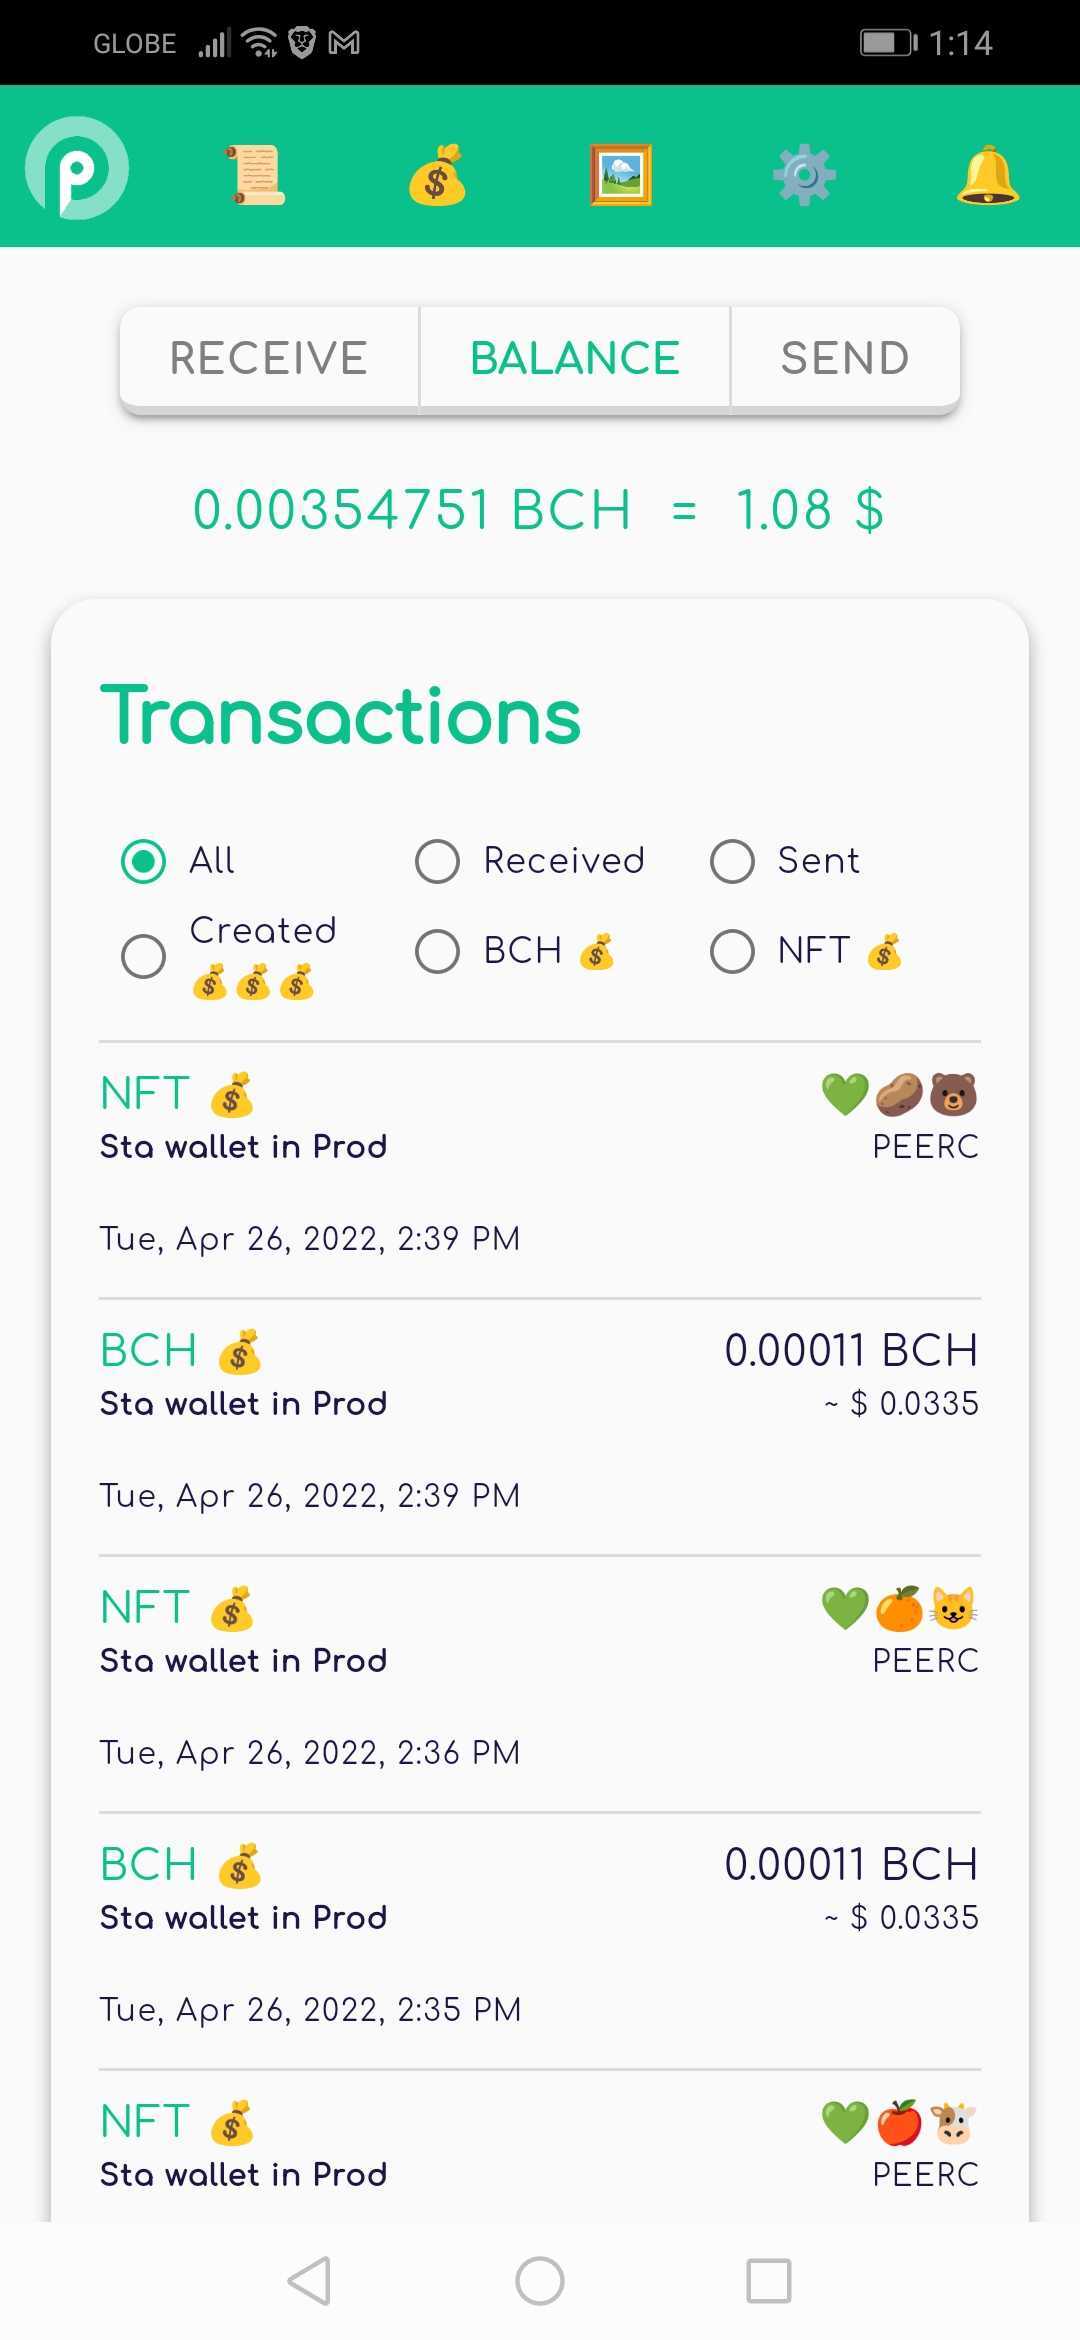 GLOBE 1:14
RECEIVE BALANCE SEND
0.00354751 BCH = 1.08 $
Transactions
All Received Sent
Created 💰💰💰 BCH 💰 NFT 💰
NFT 💰 💚🥔🐻
Sta wallet in Prod PEERC
Tue, Apr 26, 2022, 2:39 PM
BCH 💰 0.00011 BCH
Sta wallet in Prod ~ $ 0.0335
Tue, Apr 26, 2022, 2:39 PM
NFT 💰 💚🍊😺
Sta wallet in Prod PEERC
Tue, Apr 26, 2022, 2:36 PM
BCH 💰 0.00011 BCH
Sta wallet in Prod ~ $ 0.0335
Tue, Apr 26, 2022, 2:35 PM
NFT 💰 💚🍎🐮
Sta wallet in Prod PEERC